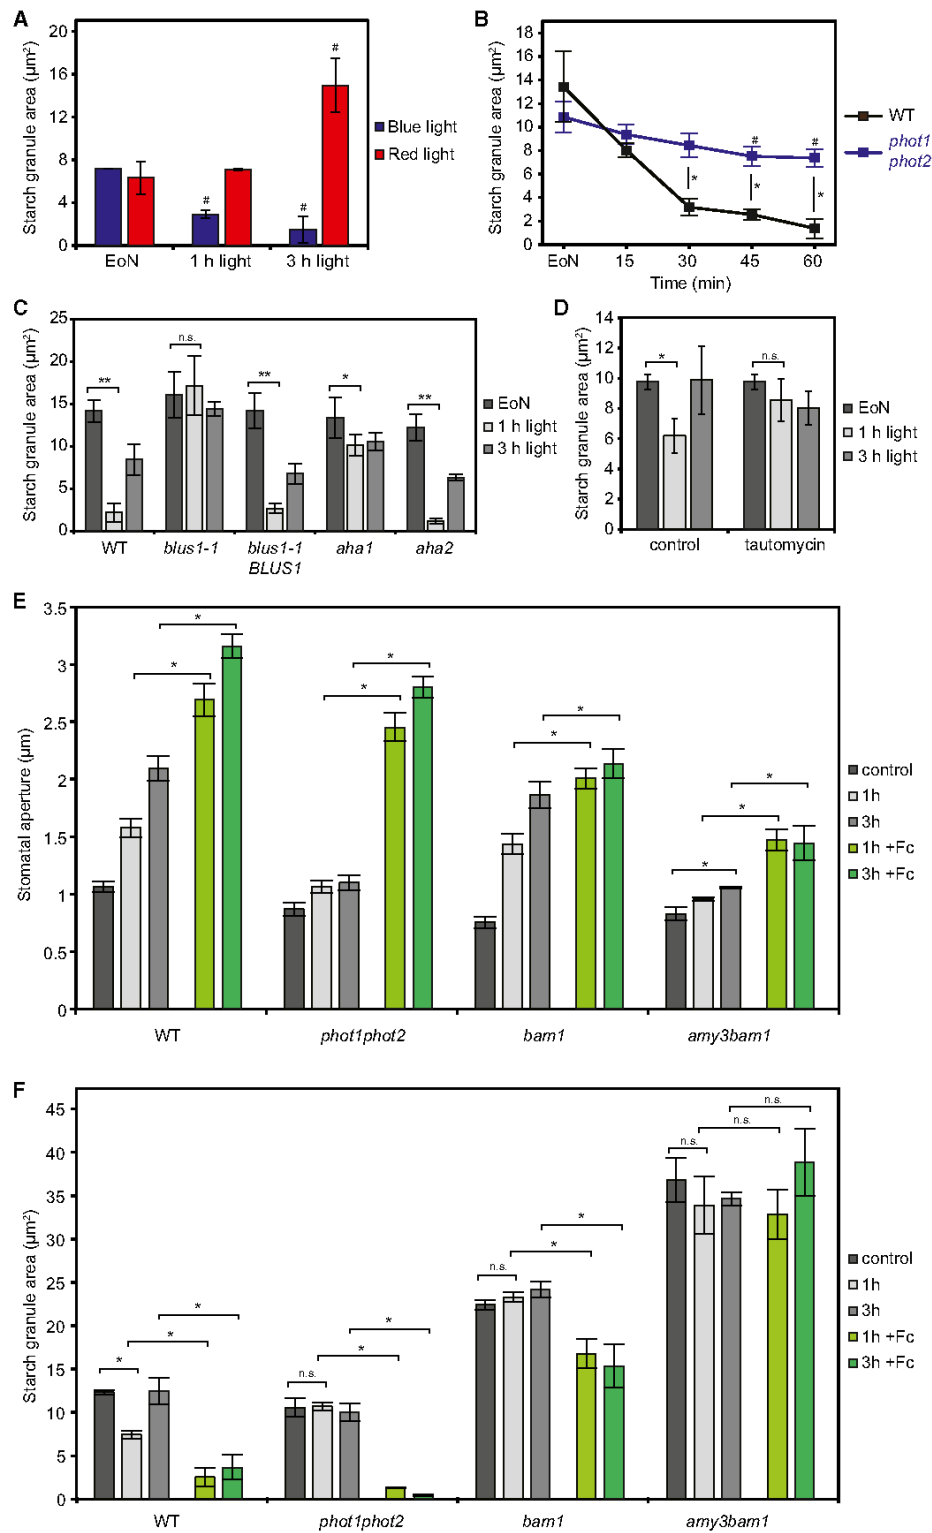 A
Starch granule area (µm²)
20
16
12
8
4
0
#
#
#
EoN
1 h light
3 h light
Blue light
Red light
B
Starch granule area (µm²)
18
16
14
12
10
8
6
4
2
0
#
#
*
*
*
EoN
15
30
45
60
Time (min)
WT
phot1
phot2
C
Starch granule area (µm²)
25
20
15
10
5
0
**
n.s.
**
*
**
WT
blus1-1
blus1-1
BLUS1
aha1
aha2
EoN
1 h light
3 h light
D
Starch granule area (µm²)
14
12
10
8
6
4
2
0
*
n.s.
control
tautomycin
EoN
1 h light
3 h light
E
Stomatal aperture (µm)
3.5
3
2.5
2
1.5
1
0.5
0
*
*
*
*
*
*
*
*
*
WT
phot1phot2
bam1
amy3bam1
control
1h
3h
1h +Fc
3h +Fc
F
Starch granule area (µm²)
45
40
35
30
25
20
15
10
5
0
*
*
*
n.s.
*
*
n.s.
*
*
n.s.
n.s.
n.s.
WT
phot1phot2
bam1
amy3bam1
control
1h
3h
1h +Fc
3h +Fc